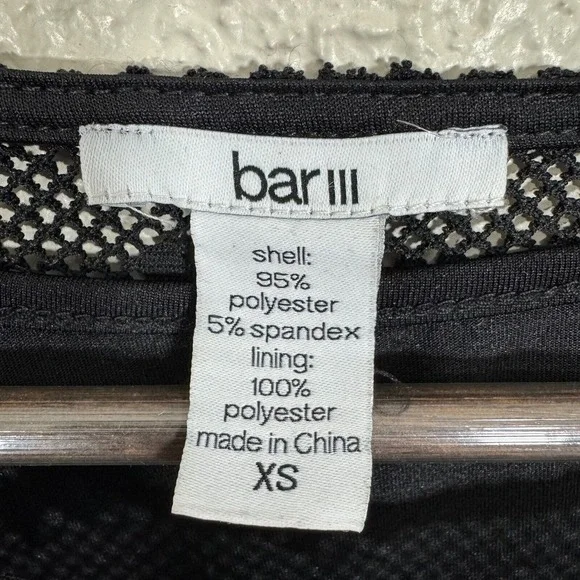 bar III
shell:
95%
polyester
5% spandex
lining:
100%
polyester
made in China
XS